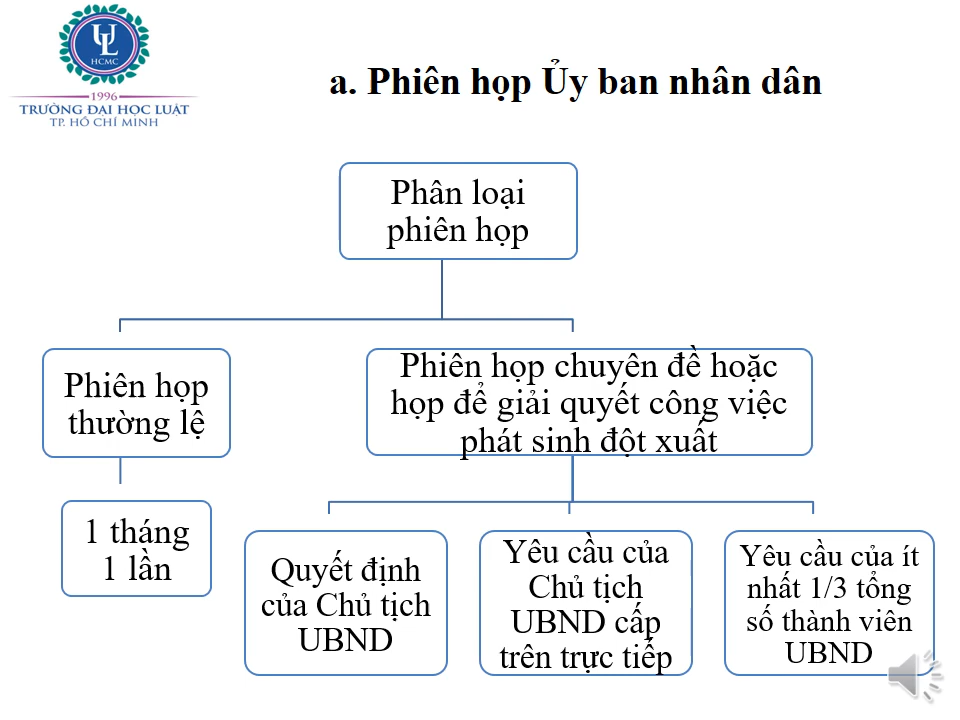 UL
HCMC
1996
TRƯỜNG ĐẠI HỌC LUẬT
TP. HỒ CHÍ MINH
a. Phiên họp Ủy ban nhân dân
Phân loại
phiên họp
Phiên họp
thường lệ
Phiên họp chuyên đề hoặc
họp để giải quyết công việc
phát sinh đột xuất
1 tháng
1 lần
Quyết định
của Chủ tịch
UBND
Yêu cầu của
Chủ tịch
UBND cấp
trên trực tiếp
Yêu cầu của ít
nhất 1/3 tổng
số thành viên
UBND